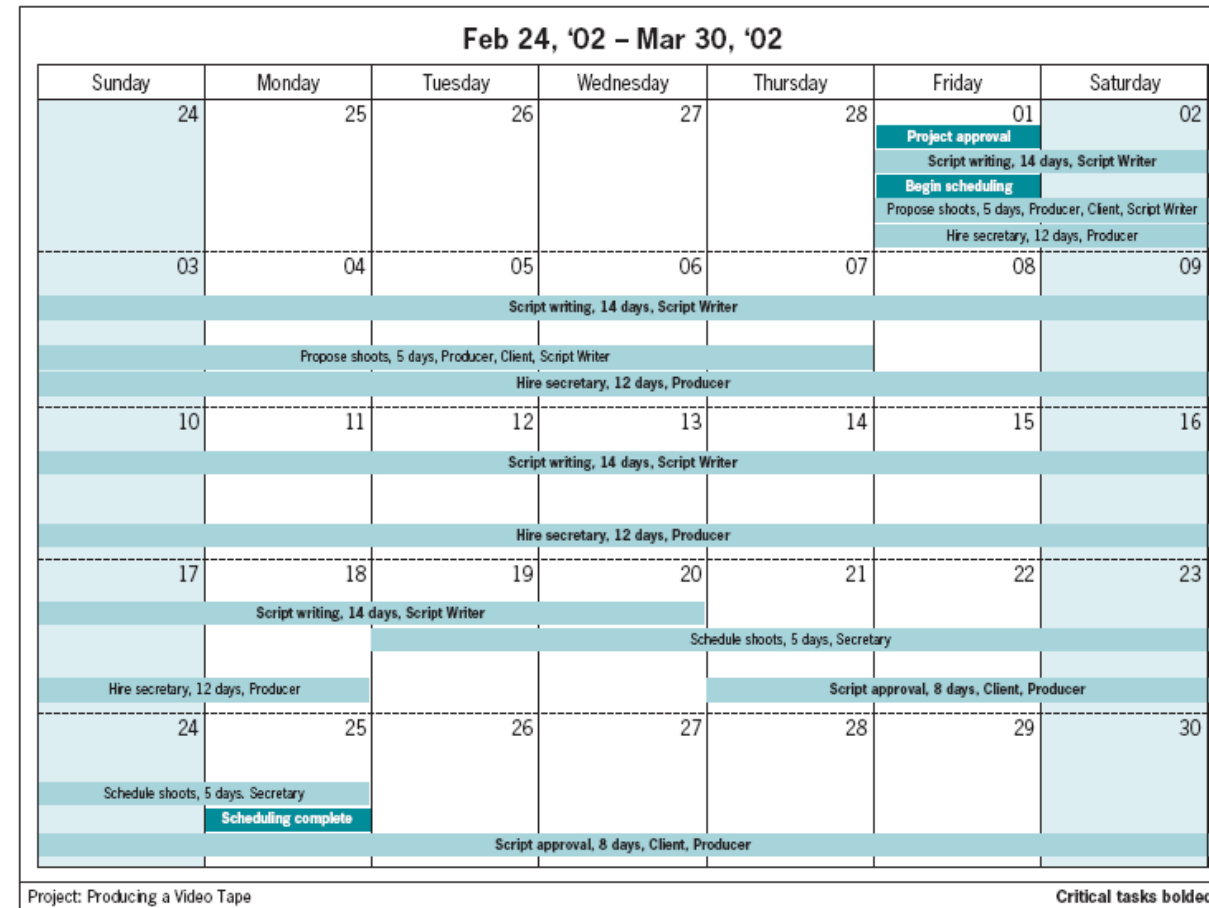 Feb 24, ‘02 – Mar 30, ‘02
Sunday Monday Tuesday Wednesday Thursday Friday Saturday
24 25 26 27 28 01 02
Project approval
Script writing, 14 days, Script Writer
Begin scheduling
Propose shoots, 5 days, Producer, Client, Script Writer
Hire secretary, 12 days, Producer
03 04 05 06 07 08 09
Script writing, 14 days, Script Writer
Propose shoots, 5 days, Producer, Client, Script Writer
Hire secretary, 12 days, Producer
10 11 12 13 14 15 16
Script writing, 14 days, Script Writer
Hire secretary, 12 days, Producer
17 18 19 20 21 22 23
Script writing, 14 days, Script Writer
Schedule shoots, 5 days, Secretary
Hire secretary, 12 days, Producer Script approval, 8 days, Client, Producer
24 25 26 27 28 29 30
Schedule shoots, 5 days. Secretary
Scheduling complete
Script approval, 8 days, Client, Producer
Project: Producing a Video Tape Critical tasks bolded